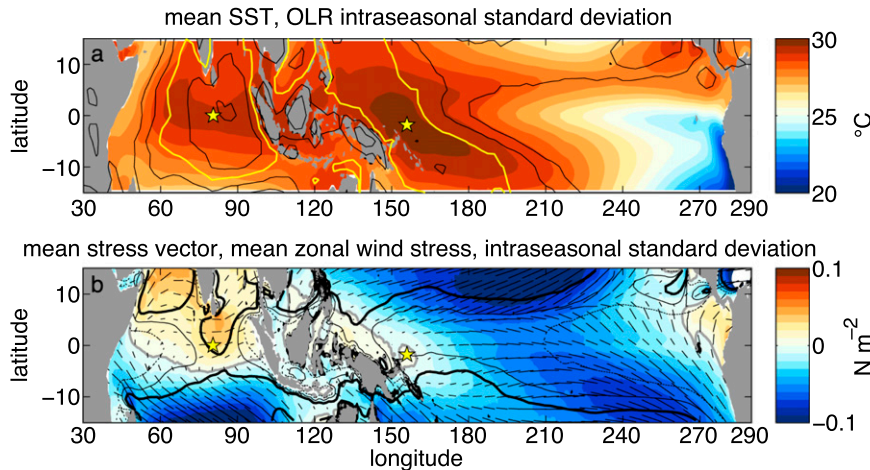 mean SST, OLR intraseasonal standard deviation
a
latitude
10
0
−10
30 60 90 120 150 180 210 240 270 290
30
25
20
°C
mean stress vector, mean zonal wind stress, intraseasonal standard deviation
b
latitude
10
0
−10
30 60 90 120 150 180 210 240 270 290
longitude
0.1
0
−0.1
N m⁻²